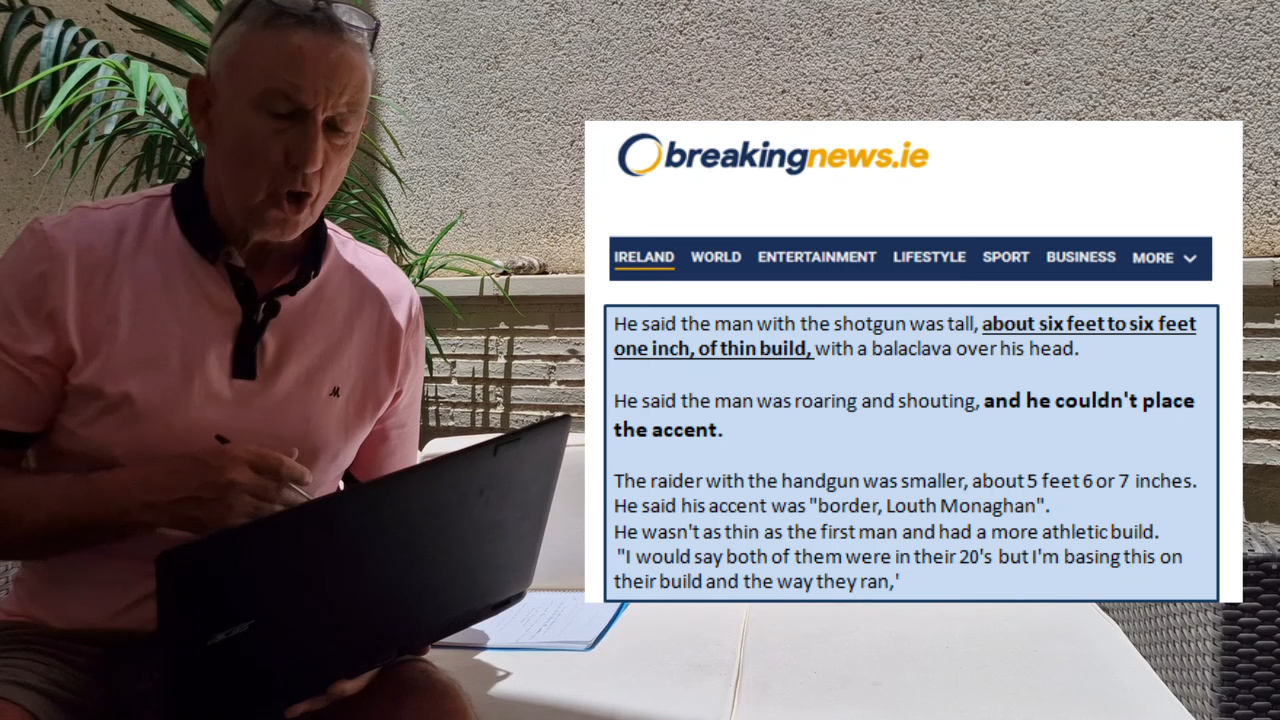 breakingnews.ie
IRELAND WORLD ENTERTAINMENT LIFESTYLE SPORT BUSINESS MORE
He said the man with the shotgun was tall, about six feet to six feet
one inch, of thin build, with a balaclava over his head.
He said the man was roaring and shouting, and he couldn't place
the accent.
The raider with the handgun was smaller, about 5 feet 6 or 7 inches.
He said his accent was "border, Louth Monaghan".
He wasn't as thin as the first man and had a more athletic build.
"I would say both of them were in their 20's but I'm basing this on
their build and the way they ran,'
acer